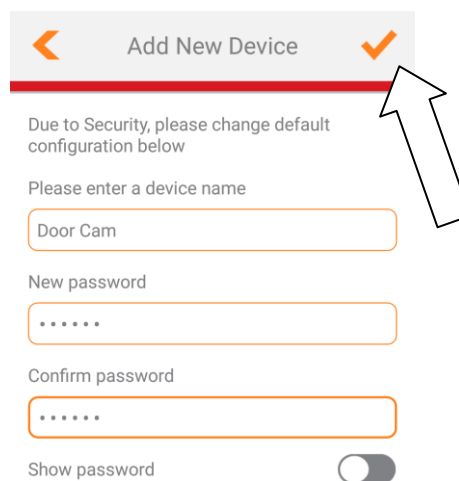 Add New Device
Due to Security, please change default
configuration below
Please enter a device name
Door Cam
New password
••••••
Confirm password
••••••
Show password